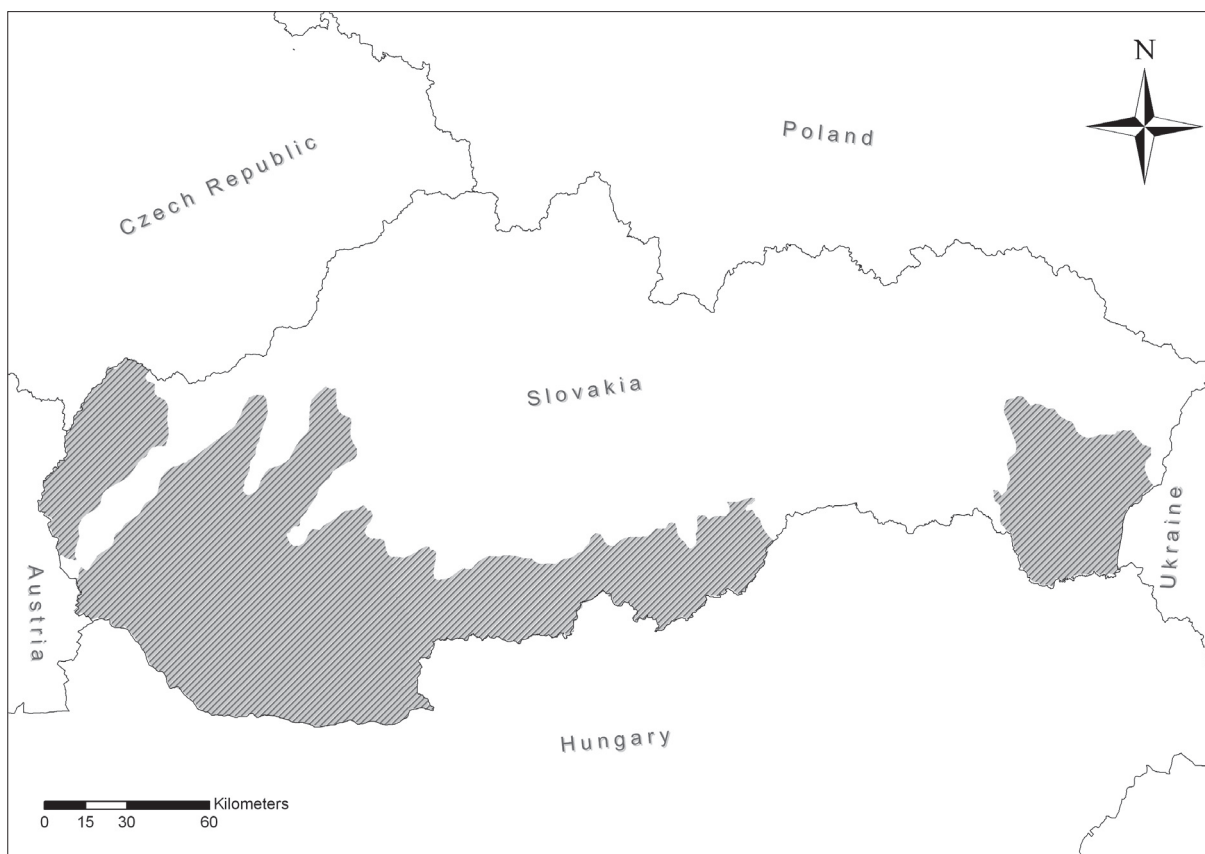 N
Poland
Czech Republic
Slovakia
Ukraine
Austria
Hungary
Kilometers
0 15 30 60